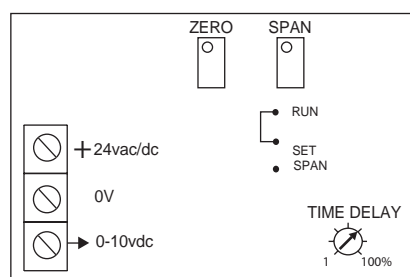 ZERO SPAN
RUN
SET
SPAN
+ 24vac/dc
0V
0-10vdc
TIME DELAY
1 100%